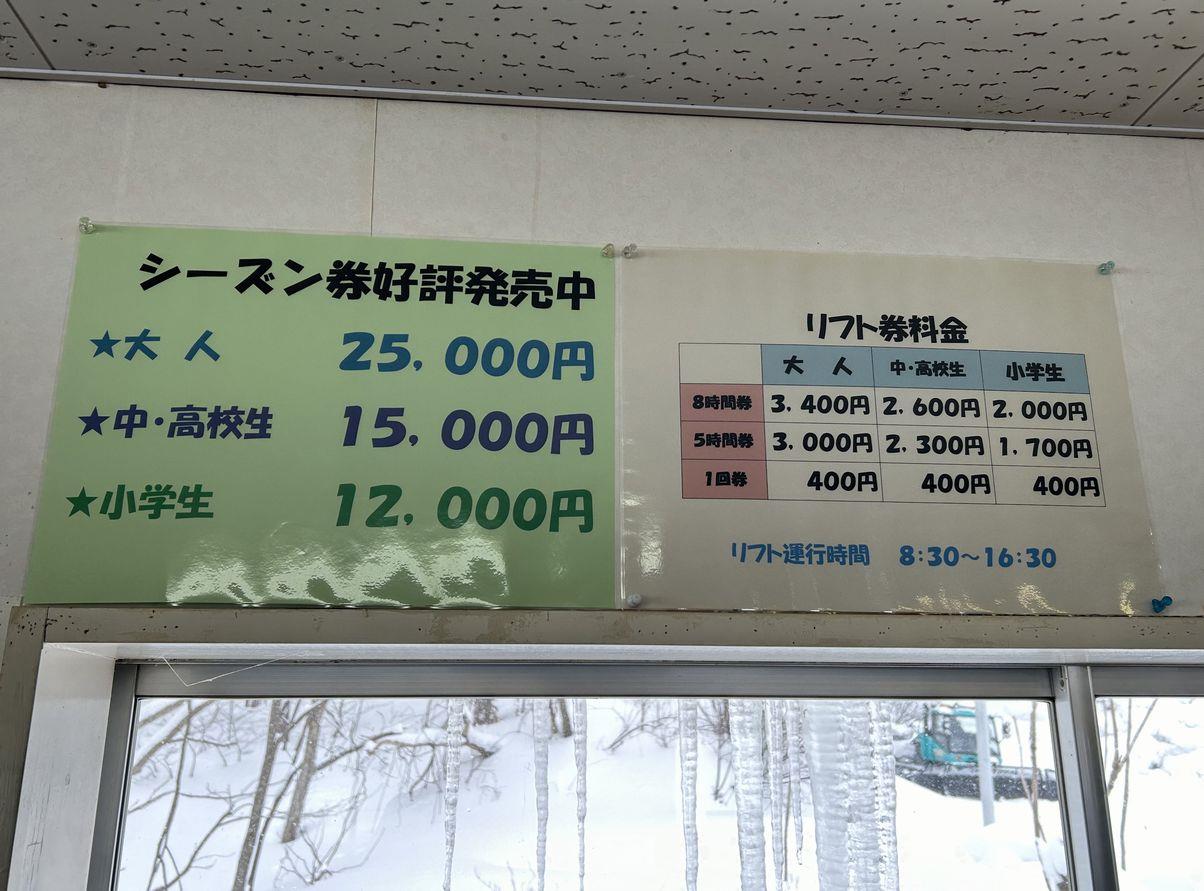 シーズン券好評発売中
★大 人 25,000円
★中・高校生 15,000円
★小学生 12,000円
リフト券料金
大 人 中・高校生 小学生
8時間券 3,400円 2,600円 2,000円
5時間券 3,000円 2,300円 1,700円
1回券 400円 400円 400円
リフト運行時間 8:30～16:30